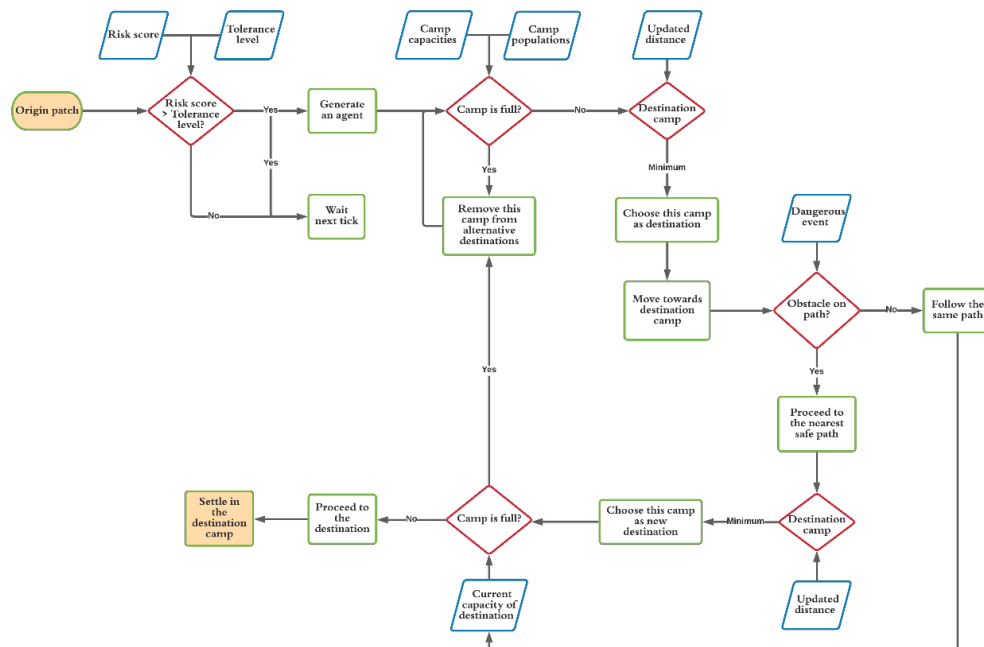 Risk score
Tolerance
level
Camp
capacities
Camp
populations
Updated
distance
Origin patch
Risk score
> Tolerance
level?
Yes
Generate
an agent
Camp is full?
No
Destination
camp
Yes
Yes
Minimum
No
Wait
next tick
Remove this
camp from
alternative
destinations
Choose this camp
as destination
Dangerous
event
Move towards
destination
camp
Obstacle on
path?
No
Follow the
same path
Yes
Yes
Proceed to
the nearest
safe path
Settle in
the
destination
camp
Proceed to
the
destination
No
Camp is full?
Choose this camp
as new
destination
Minimum
Destination
camp
Current
capacity of
destination
Updated
distance